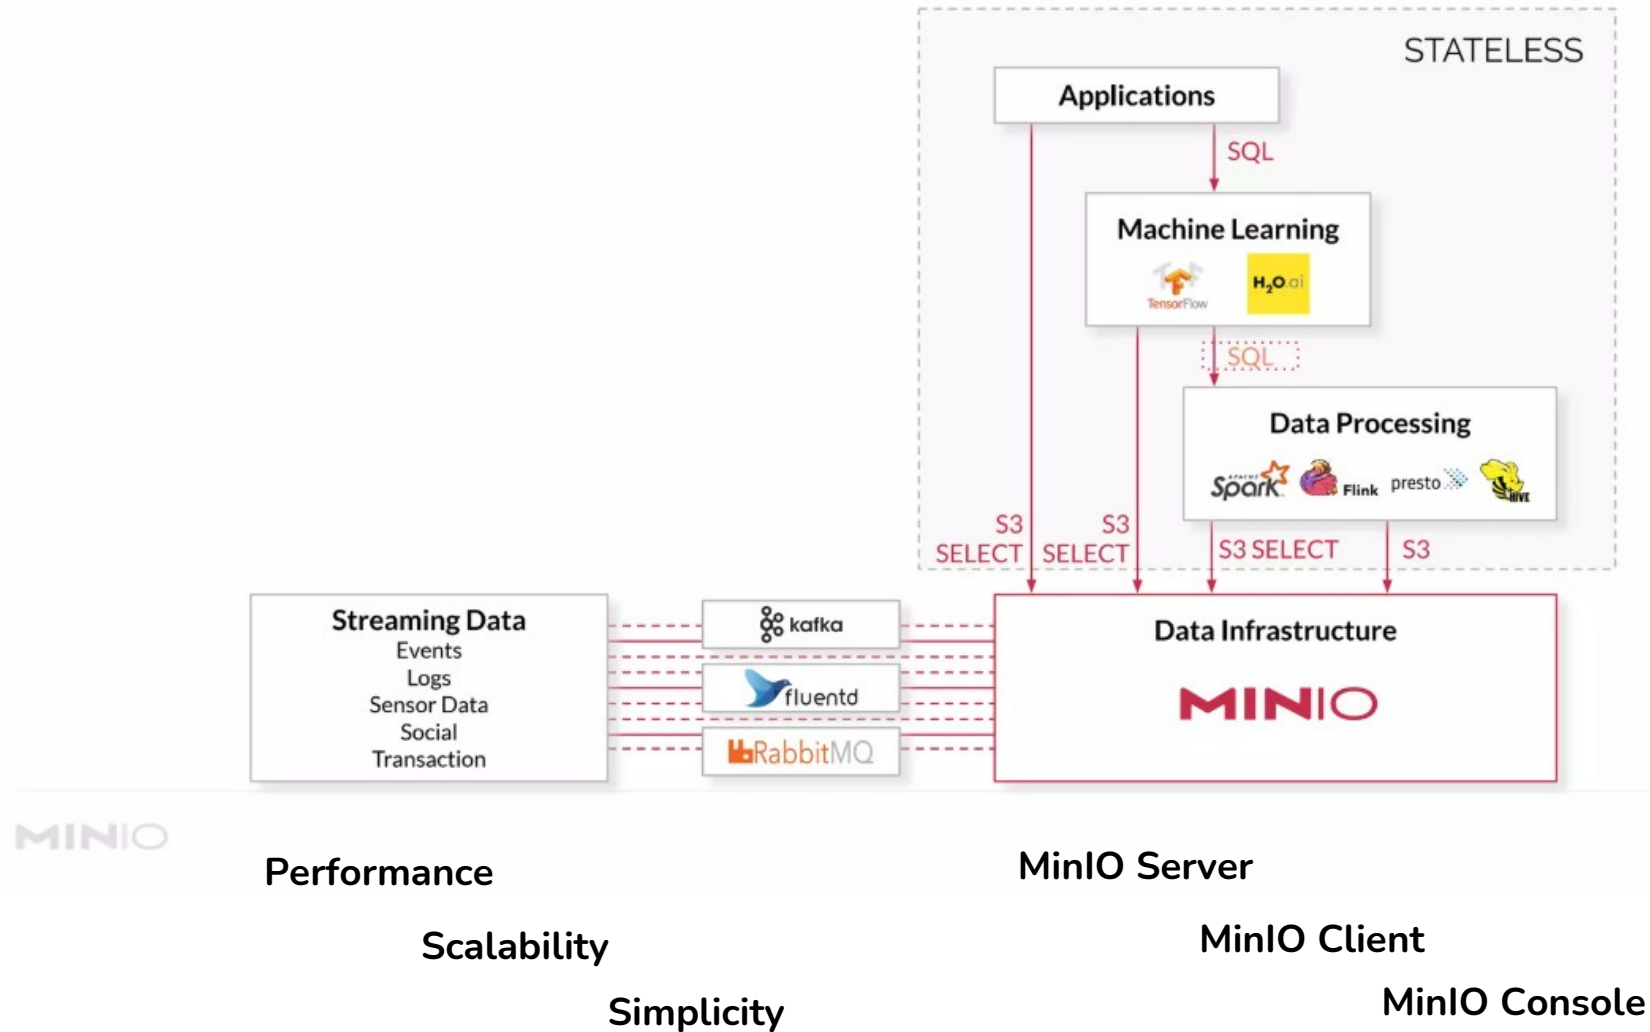 STATELESS
Applications
SQL
Machine Learning
TensorFlow
H2O.ai
SQL
Data Processing
APACHE
Spark
Flink
presto
HIVE
S3
SELECT
S3
SELECT
S3 SELECT
S3
Streaming Data
Events
Logs
Sensor Data
Social
Transaction
kafka
fluentd
RabbitMQ
Data Infrastructure
MINIO
MINIO
Performance
Scalability
Simplicity
MinIO Server
MinIO Client
MinIO Console